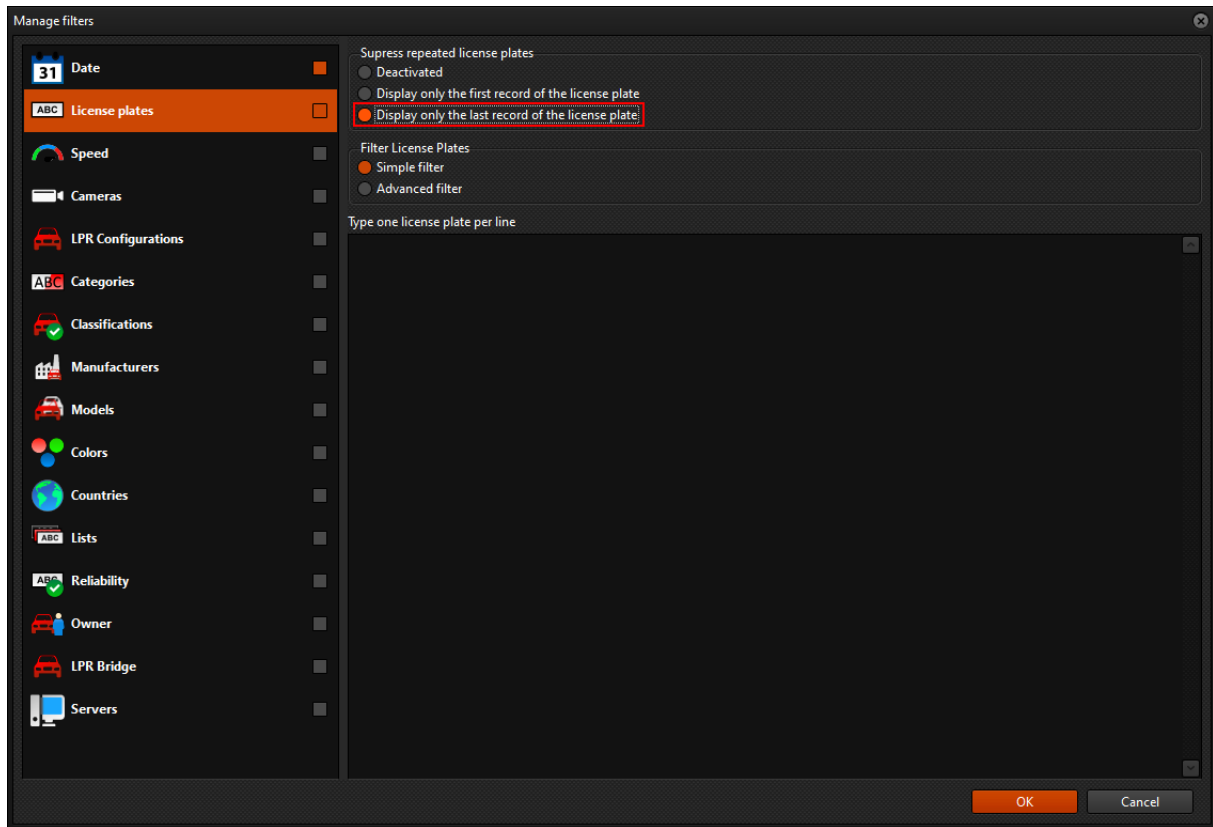 Manage filters
31 Date
ABC License plates
Speed
Cameras
LPR Configurations
ABC Categories
Classifications
Manufacturers
Models
Colors
Countries
ABC Lists
ABC Reliability
Owner
LPR Bridge
Servers
Supress repeated license plates
Deactivated
Display only the first record of the license plate
Display only the last record of the license plate
Filter License Plates
Simple filter
Advanced filter
Type one license plate per line
OK Cancel